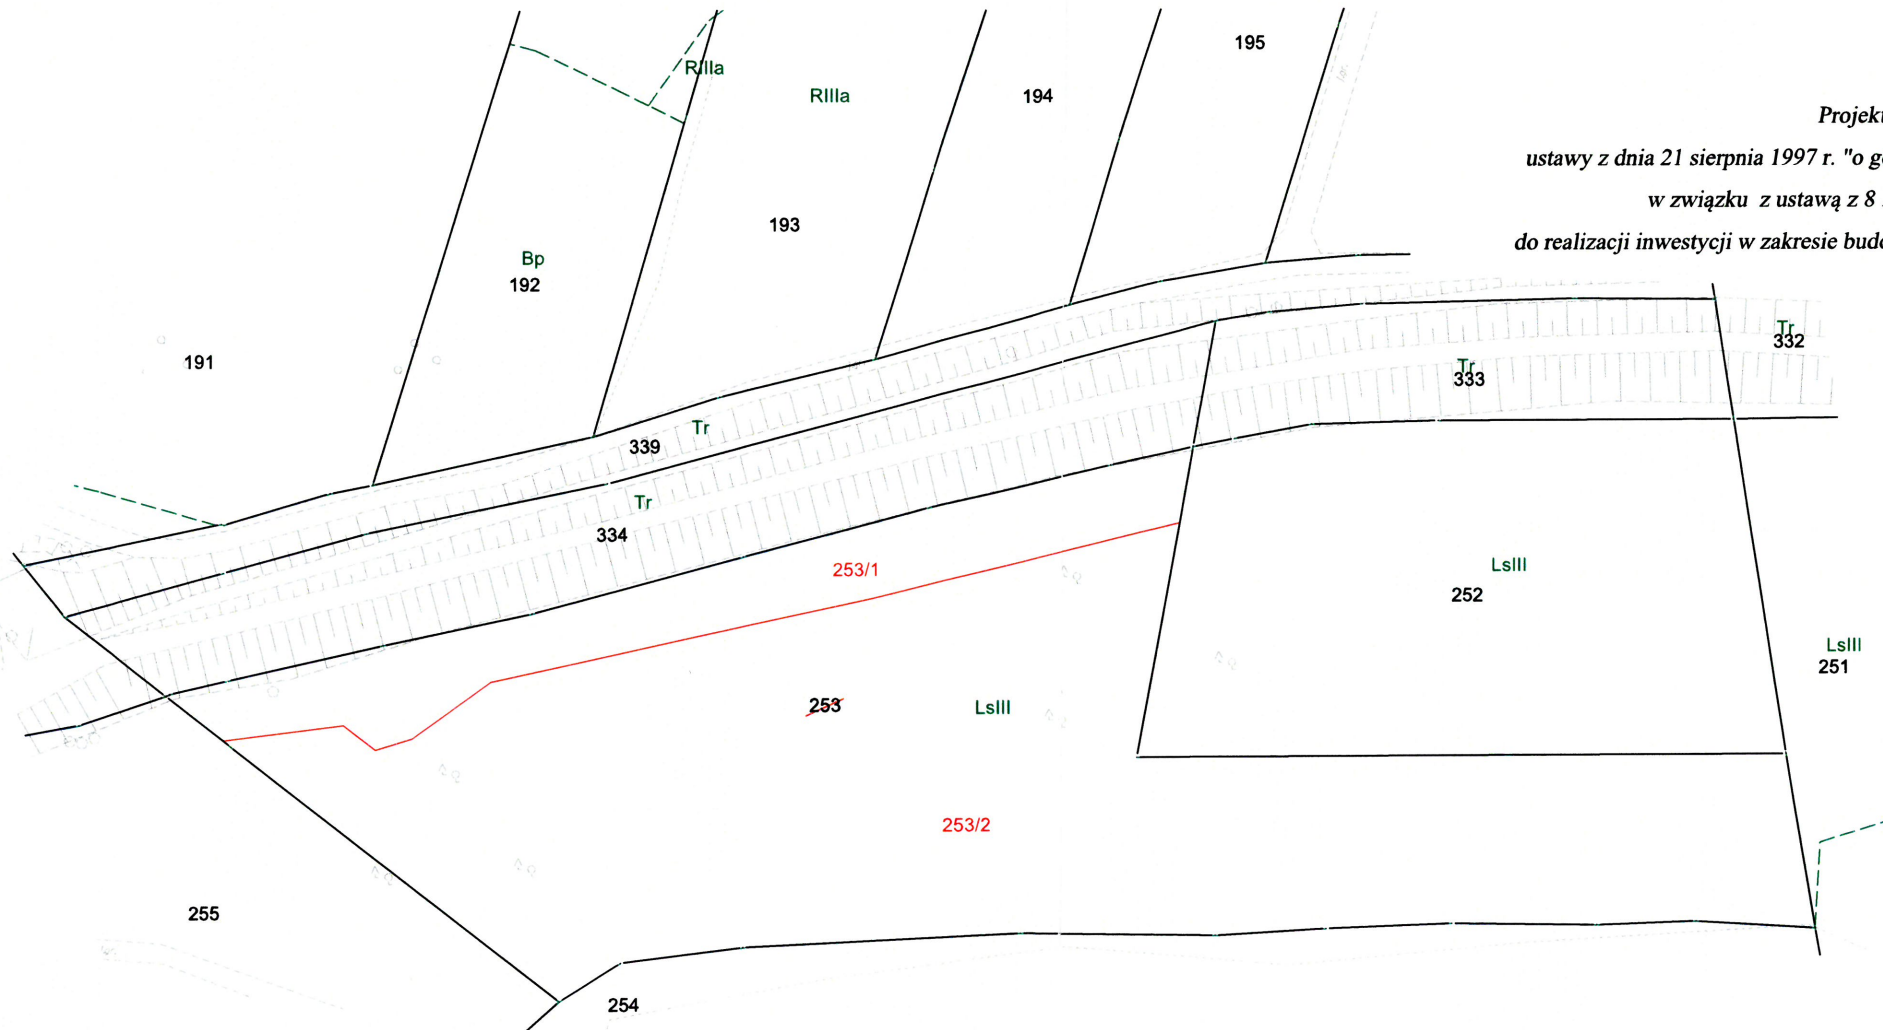 195
RIIIa
RIIIa
194
Projekt
ustawy z dnia 21 sierpnia 1997 r. "o g
w związku z ustawą z 8
do realizacji inwestycji w zakresie bud
193
Bp
192
191
Tr
332
Tr
333
Tr
339
Tr
334
253/1
LsIII
252
LsIII
251
253
LsIII
253/2
255
254